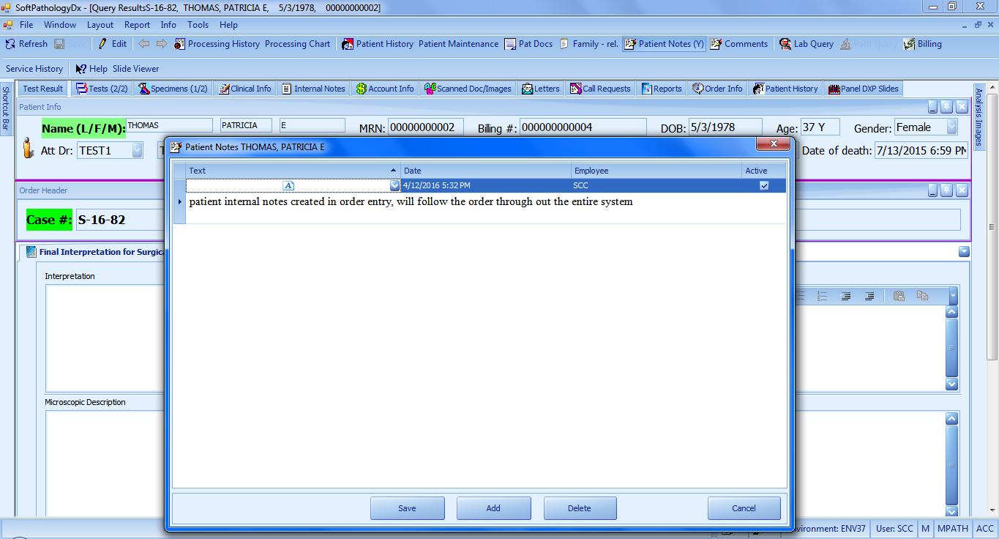 SoftPathologyDx - [Query ResultsS-16-82, THOMAS, PATRICIA E, 5/3/1978, 00000000002]
File Window Layout Report Info Tools Help
Refresh Save Edit Processing History Processing Chart Patient History Patient Maintenance Pat Docs Family - rel. Patient Notes (Y) Comments Lab Query Path Query Billing
Service History Help Slide Viewer
Shortcut Bar
Test Result Tests (2/2) Specimens (1/2) Clinical Info Internal Notes Account Info Scanned Doc/Images Letters Call Requests Reports Order Info Patient History Panel DXP Slides
Analysis Images
Patient Info
Name (L/F/M): THOMAS PATRICIA E MRN: 00000000002 Billing #: 000000000004 DOB: 5/3/1978 Age: 37 Y Gender: Female
Att Dr: TEST1 Date of death: 7/13/2015 6:59 PM
Patient Notes THOMAS, PATRICIA E
Text Date Employee Active
4/12/2016 5:32 PM SCC
patient internal notes created in order entry, will follow the order through out the entire system
Order Header
Case #: S-16-82
Final Interpretation for Surgica
Interpretation
Microscopic Description
Save Add Delete Cancel
vironment: ENV37 User: SCC M MPATH ACC